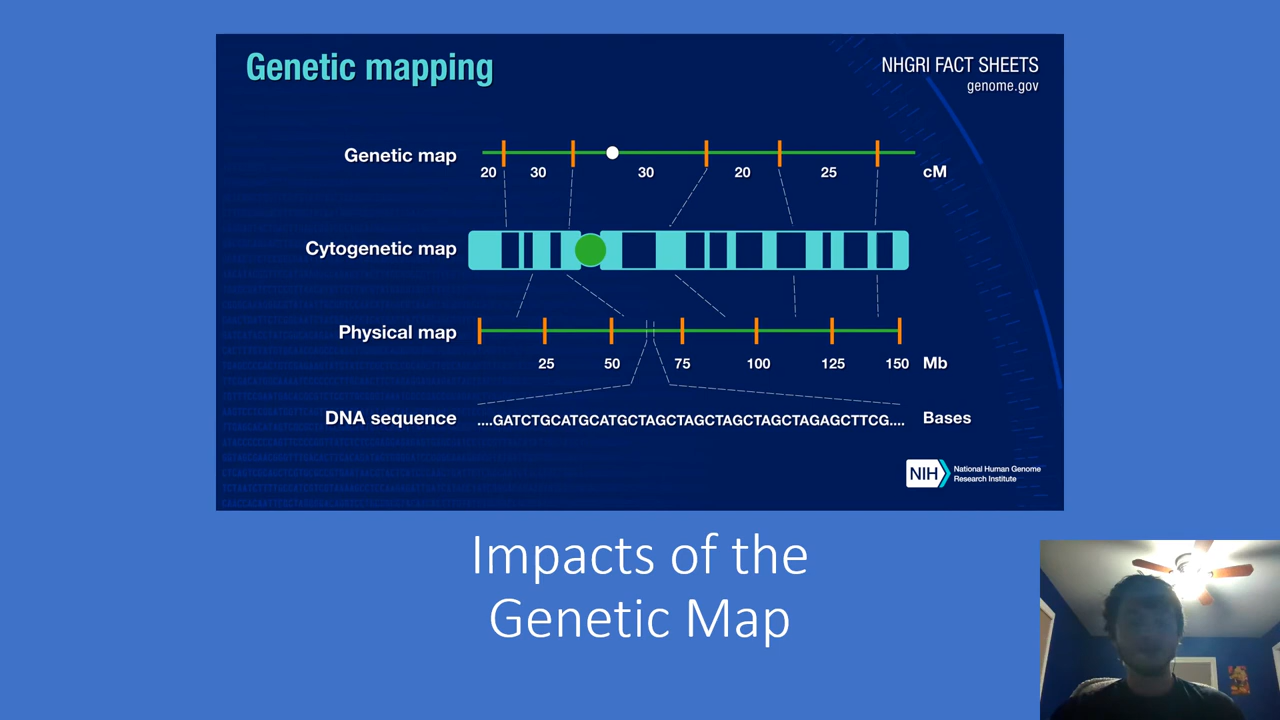 Genetic mapping
NHGRI FACT SHEETS
genome.gov
Genetic map
20 30 30 20 25 cM
Cytogenetic map
Physical map
25 50 75 100 125 150 Mb
DNA sequence ....GATCTGCATGCATGCTAGCTAGCTAGCTAGCTAGAGCTTCG.... Bases
NIH National Human Genome
Research Institute
Impacts of the
Genetic Map